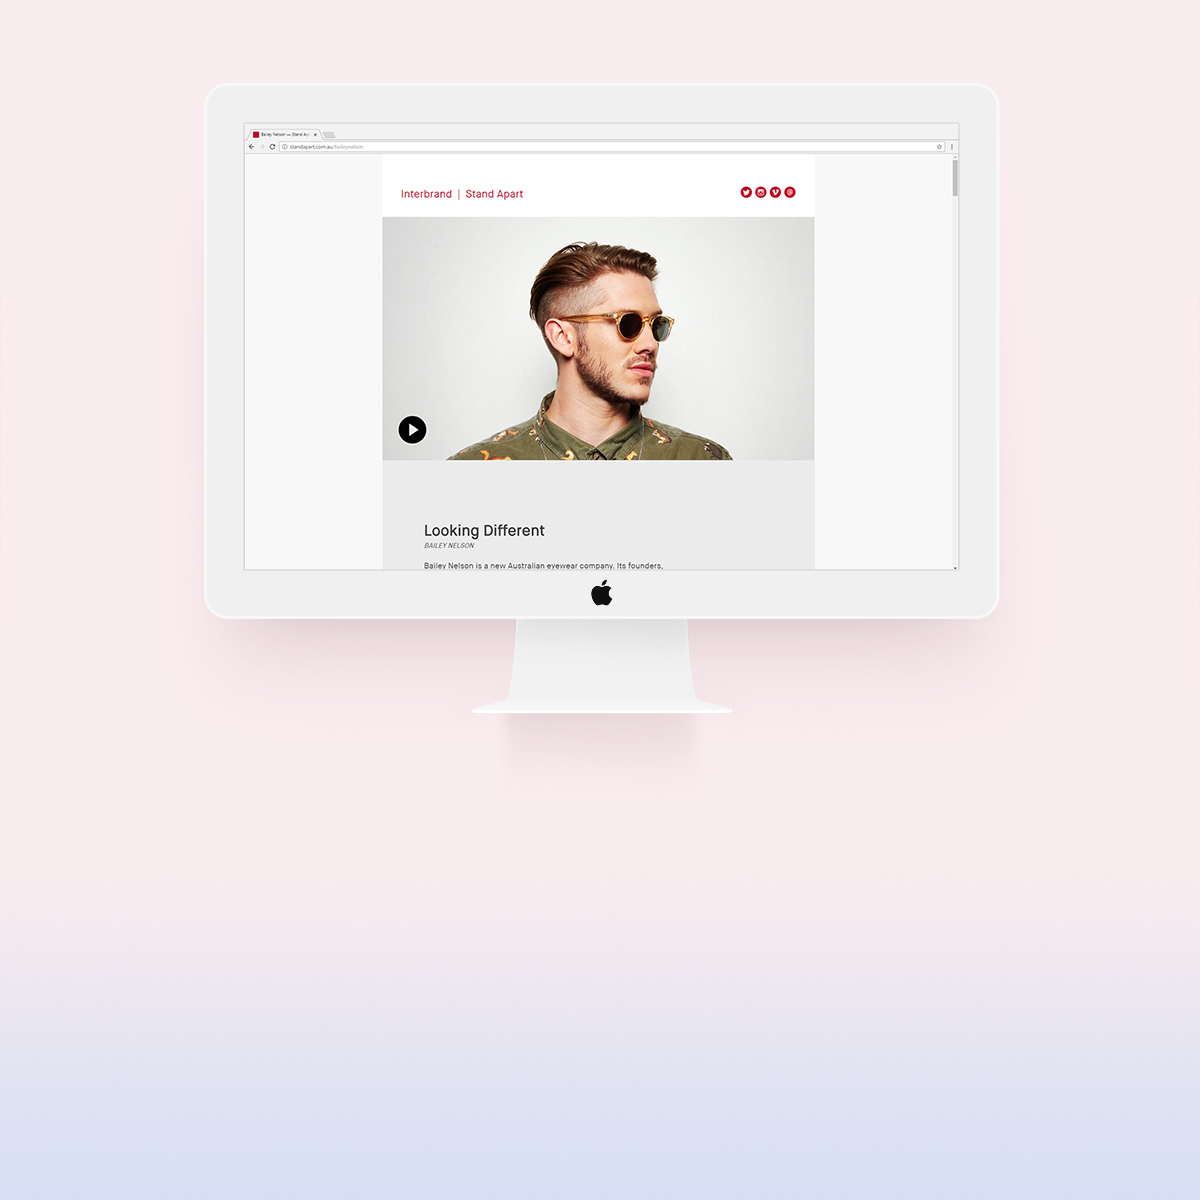 Bailey Nelson — Stand Apa
standapart.com.au/baileynelson
Interbrand | Stand Apart
Looking Different
BAILEY NELSON
Bailey Nelson is a new Australian eyewear company. Its founders,